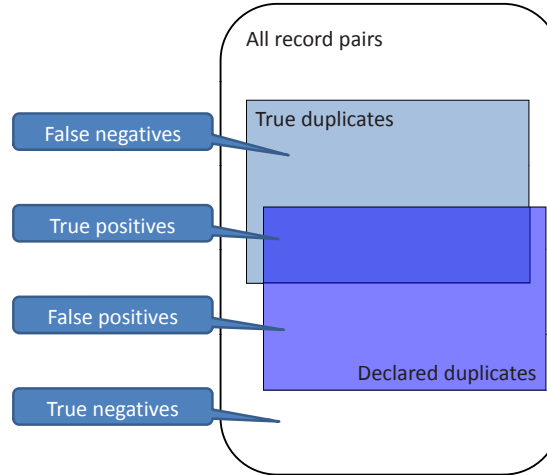 All record pairs
True duplicates
False negatives
True positives
False positives
Declared duplicates
True negatives